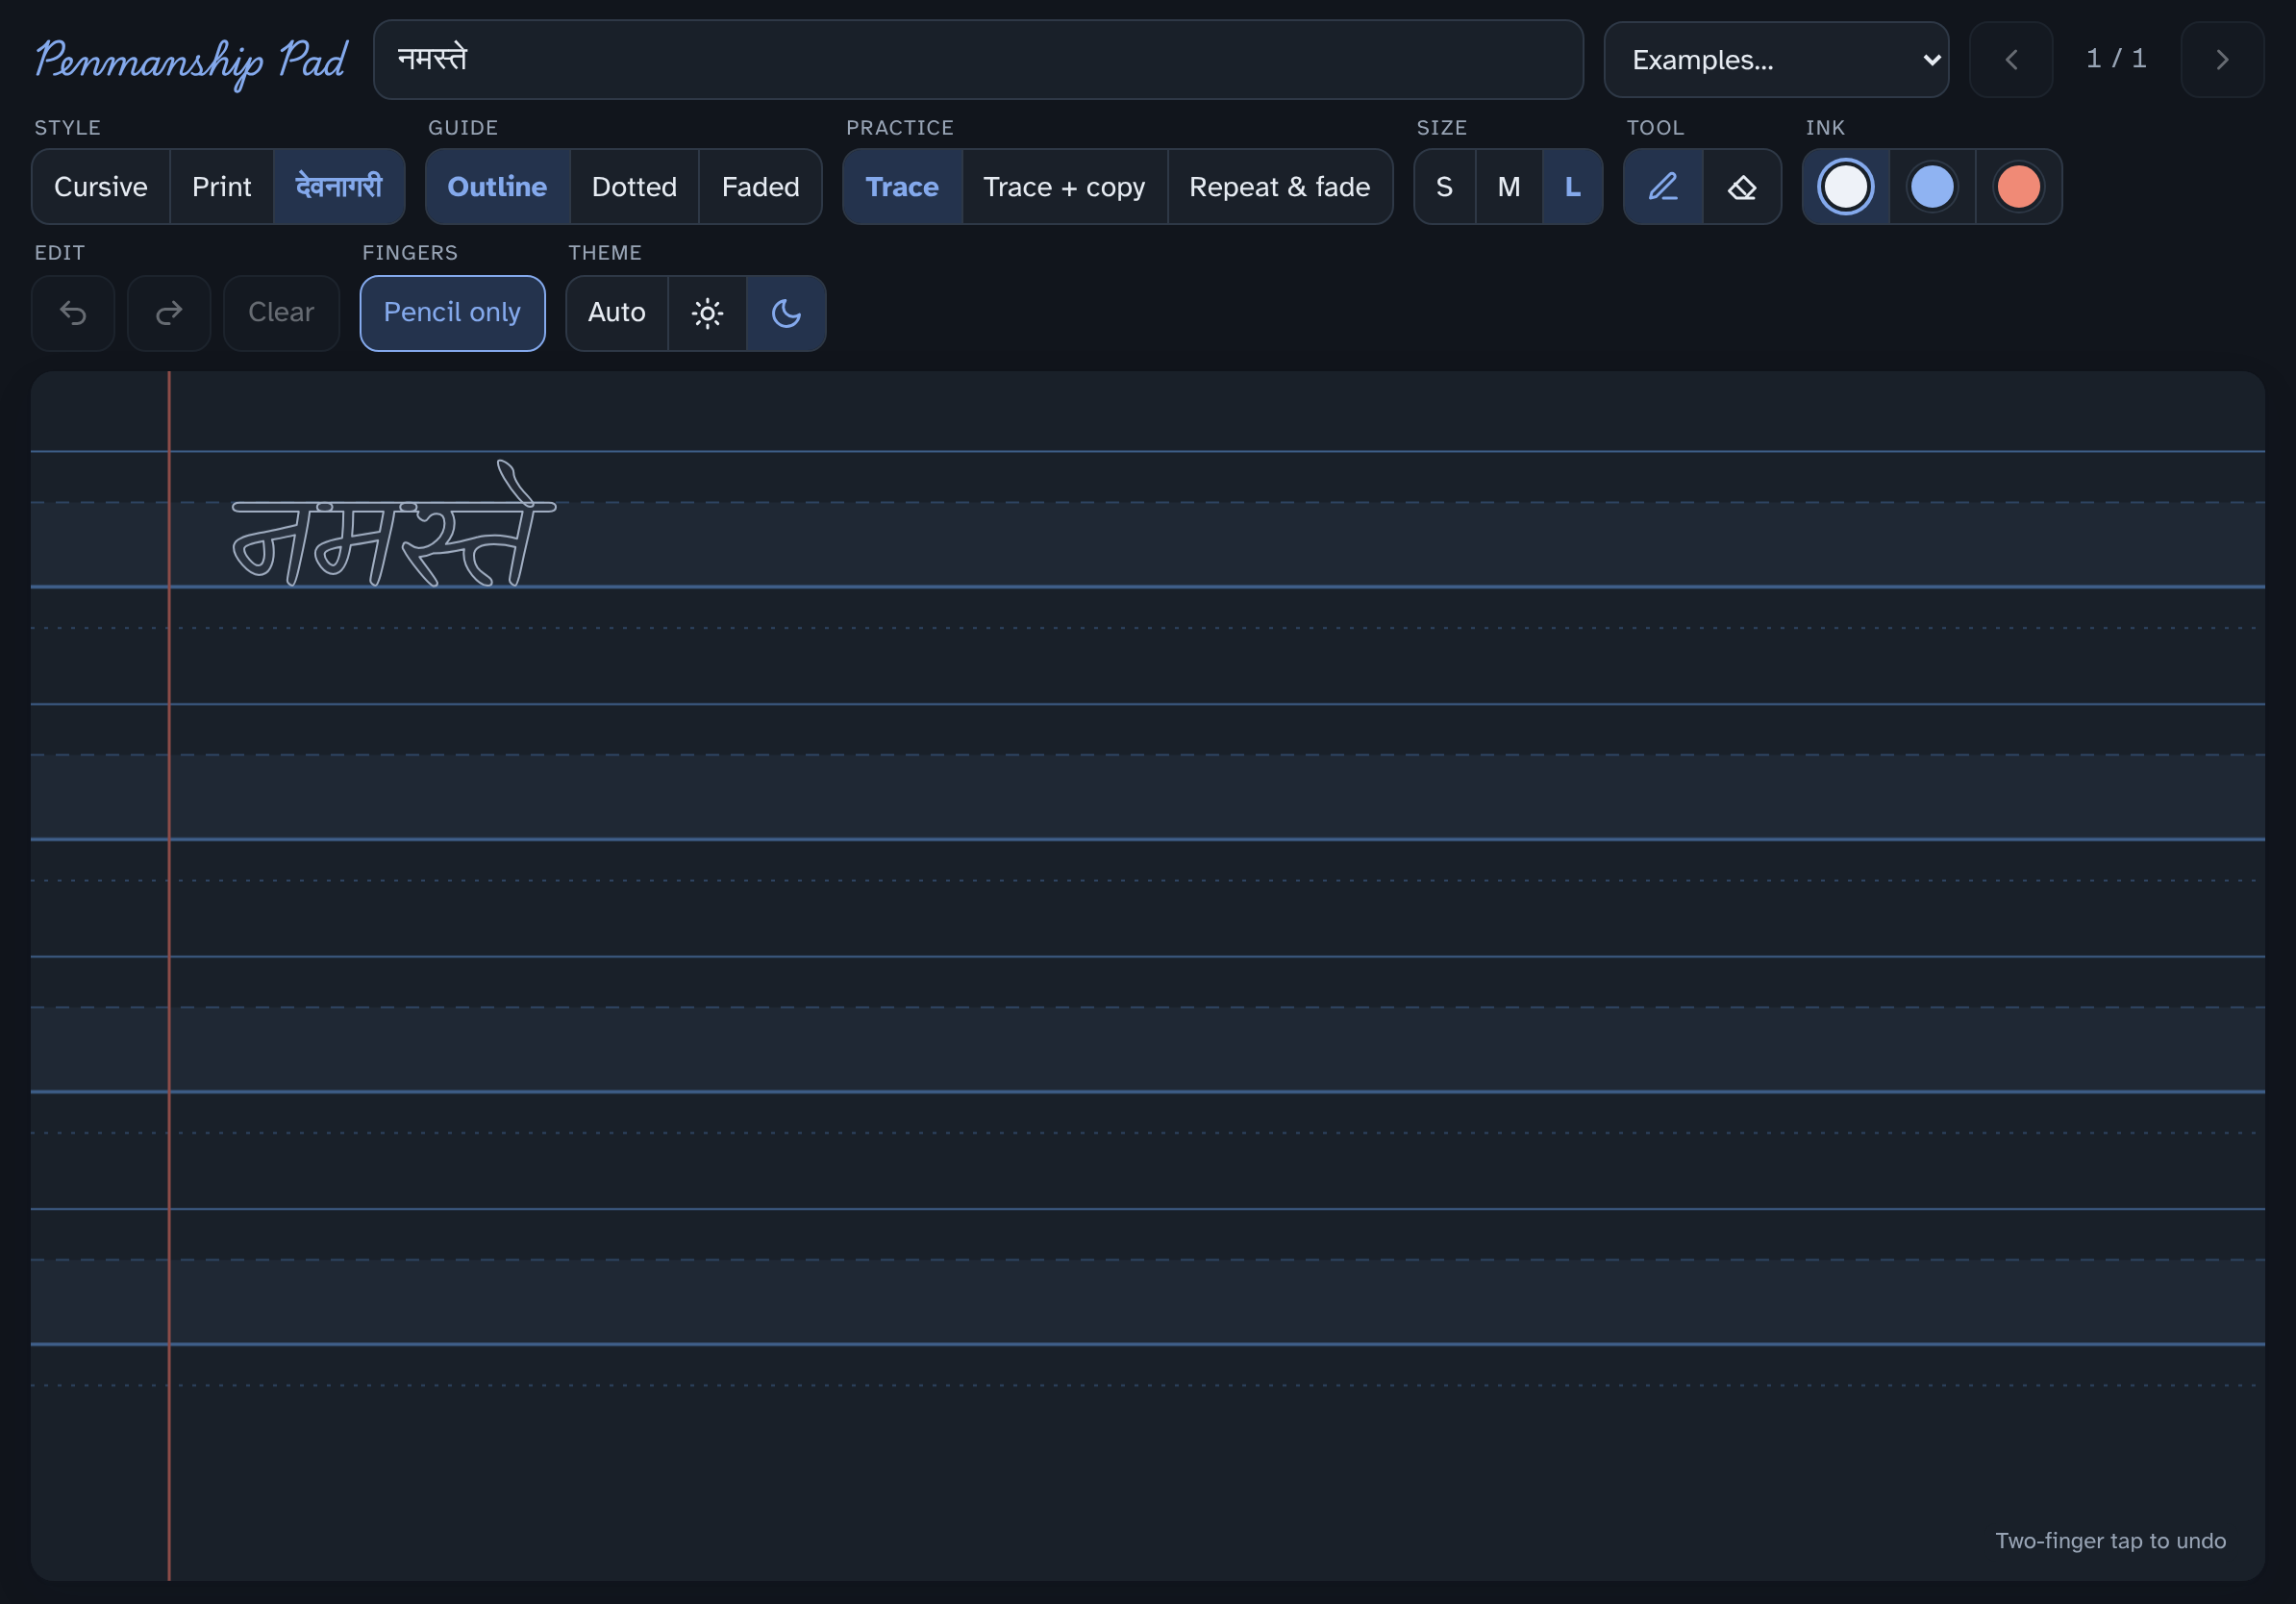 Penmanship Pad
नमस्ते
Examples...
1 / 1
STYLE
GUIDE
PRACTICE
SIZE
TOOL
INK
Cursive
Print
देवनागरी
Outline
Dotted
Faded
Trace
Trace + copy
Repeat & fade
S
M
L
EDIT
FINGERS
THEME
Clear
Pencil only
Auto
नमस्ते
Two-finger tap to undo